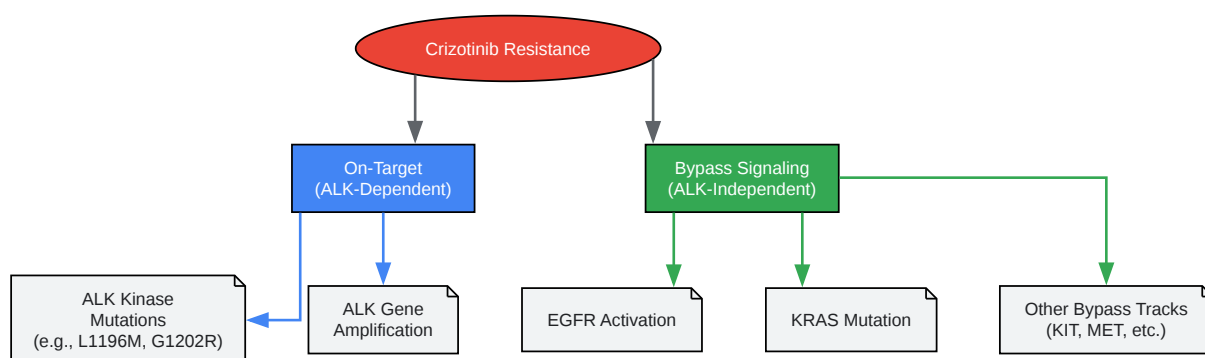 Crizotinib Resistance
On-Target
(ALK-Dependent)
Bypass Signaling
(ALK-Independent)
ALK Kinase
Mutations
(e.g., L1196M, G1202R)
ALK Gene
Amplification
EGFR Activation
KRAS Mutation
Other Bypass Tracks
(KIT, MET, etc.)